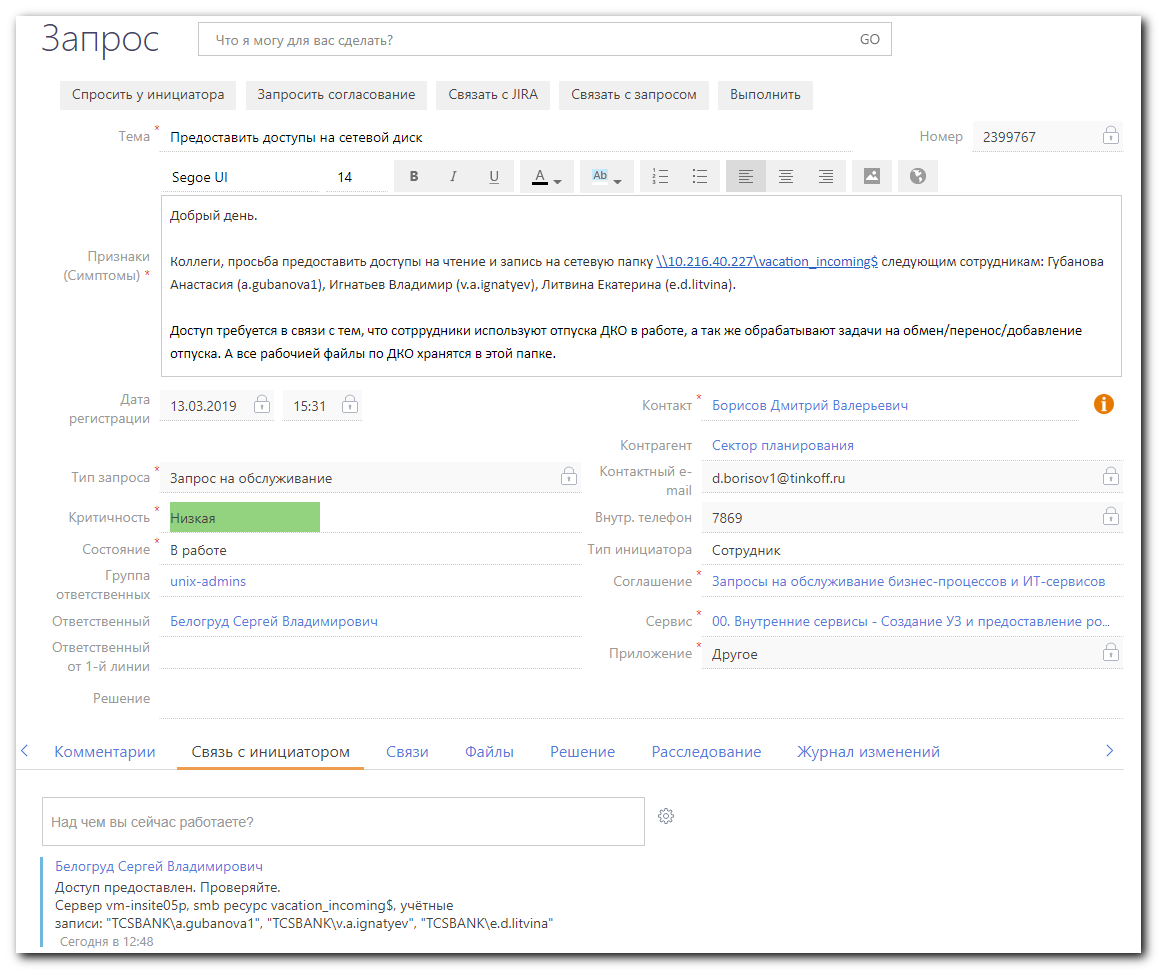 Запрос
Что я могу для вас сделать? GO
Спросить у инициатора Запросить согласование Связать с JIRA Связать с запросом Выполнить
Тема * Предоставить доступы на сетевой диск Номер 2399767
Segoe UI 14 B I U A Ab
Добрый день.
Признаки
(Симптомы) *
Коллеги, просьба предоставить доступы на чтение и запись на сетевую папку \\10.216.40.227\vacation_incoming$ следующим сотрудникам: Губанова
Анастасия (a.gubanova1), Игнатьев Владимир (v.a.ignatyev), Литвина Екатерина (e.d.litvina).
Доступ требуется в связи с тем, что сотррудники используют отпуска ДКО в работе, а так же обрабатывают задачи на обмен/перенос/добавление
отпуска. А все рабочией файлы по ДКО хранятся в этой папке.
Дата
регистрации
13.03.2019 15:31
Контакт * Борисов Дмитрий Валерьевич
Контрагент Сектор планирования
Тип запроса * Запрос на обслуживание
Контактный e-
mail
d.borisov1@tinkoff.ru
Критичность * Низкая
Внутр. телефон 7869
Состояние * В работе
Тип инициатора Сотрудник
Группа
ответственных
unix-admins
Соглашение * Запросы на обслуживание бизнес-процессов и ИТ-сервисов
Ответственный Белогруд Сергей Владимирович
Сервис * 00. Внутренние сервисы - Создание УЗ и предоставление ро...
Ответственный
от 1-й линии
Приложение * Другое
Решение
Комментарии Связь с инициатором Связи Файлы Решение Расследование Журнал изменений
Над чем вы сейчас работаете?
Белогруд Сергей Владимирович
Доступ предоставлен. Проверяйте.
Сервер vm-insite05p, smb ресурс vacation_incoming$, учётные
записи: "TCSBANK\a.gubanova1", "TCSBANK\v.a.ignatyev", "TCSBANK\e.d.litvina"
Сегодня в 12:48